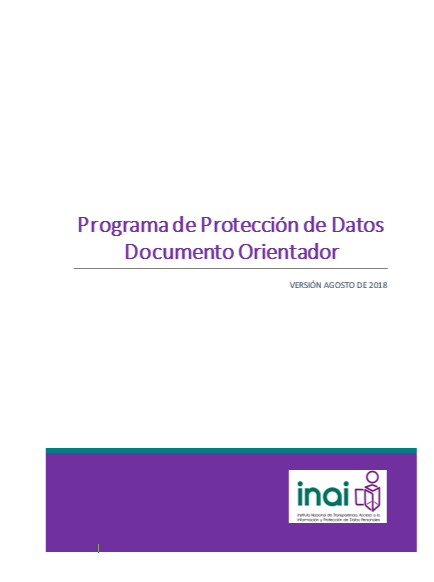 Programa de Protección de Datos
Documento Orientador
VERSIÓN AGOSTO DE 2018
inai
Instituto Nacional de Transparencia, Acceso a la
Información y Protección de Datos Personales